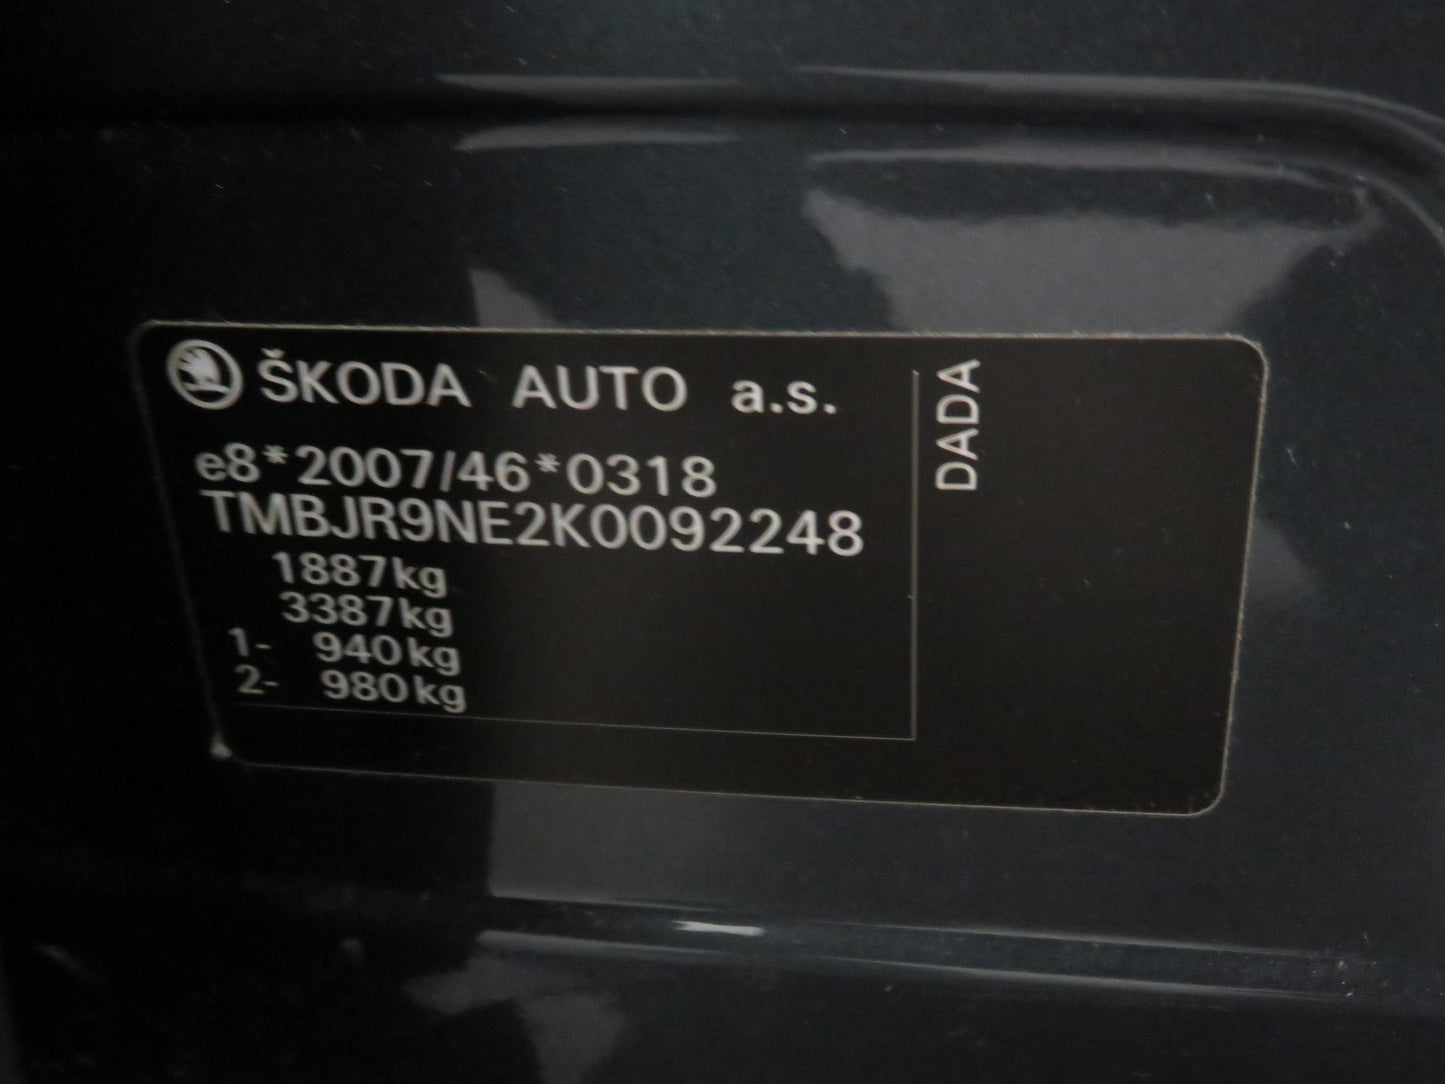 ŠKODA AUTO a.s.
e8*2007/46*0318
TMBJR9NE2K0092248
1887kg
3387kg
1- 940kg
2- 980kg
DADA